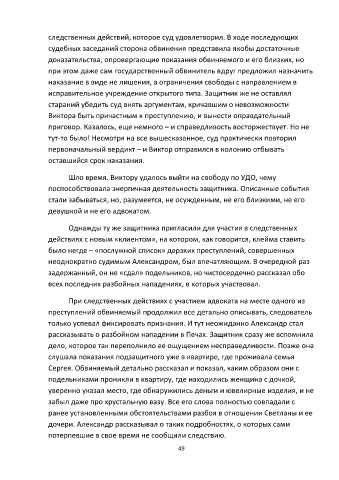 следственных действий, которое суд удовлетворил. В ходе последующих
судебных заседаний сторона обвинения представила якобы достаточные
доказательства, опровергающие показания обвиняемого и его близких, но
при этом даже сам государственный обвинитель вдруг предложил назначить
наказание в виде не лишения, а ограничения свободы с направлением в
исправительное учреждение открытого типа. Защитник же не оставлял
стараний убедить суд внять аргументам, кричавшим о невозможности
Виктора быть причастным к преступлению, и вынести оправдательный
приговор. Казалось, еще немного – и справедливость восторжествует. Но не
тут-то было! Несмотря на все вышесказанное, суд практически повторил
первоначальный вердикт – и Виктор отправился в колонию отбывать
оставшийся срок наказания.
Шло время. Виктору удалось выйти на свободу по УДО, чему
поспособствовала энергичная деятельность защитника. Описанные события
стали забываться, но, разумеется, не осужденным, не его близкими, не его
девушкой и не его адвокатом.
Однажды ту же защитника пригласили для участия в следственных
действиях с новым «клиентом», на котором, как говорится, клейма ставить
было негде – «послужной список» дерзких преступлений, совершенных
неоднократно судимым Александром, был впечатляющим. В очередной раз
задержанный, он не «сдал» подельников, но чистосердечно рассказал обо
всех последних разбойных нападениях, в которых участвовал.
При следственных действиях с участием адвоката на месте одного из
преступлений обвиняемый продолжил все детально описывать, следователь
только успевал фиксировать признания. И тут неожиданно Александр стал
рассказывать о разбойном нападении в Печах. Защитник сразу же вспомнила
дело, которое так переполнило ее ощущением несправедливости. Позже она
слушала показания подзащитного уже в квартире, где проживала семья
Сергея. Обвиняемый детально рассказал и показал, каким образом они с
подельниками проникли в квартиру, где находились женщина с дочкой,
уверенно указал место, где обнаружились деньги и ювелирные изделия, и не
забыл даже про хрустальную вазу. Все его слова полностью совпадали с
ранее установленными обстоятельствами разбоя в отношении Светланы и ее
дочери. Александр рассказывал о таких подробностях, о которых сами
потерпевшие в свое время не сообщили следствию.
49